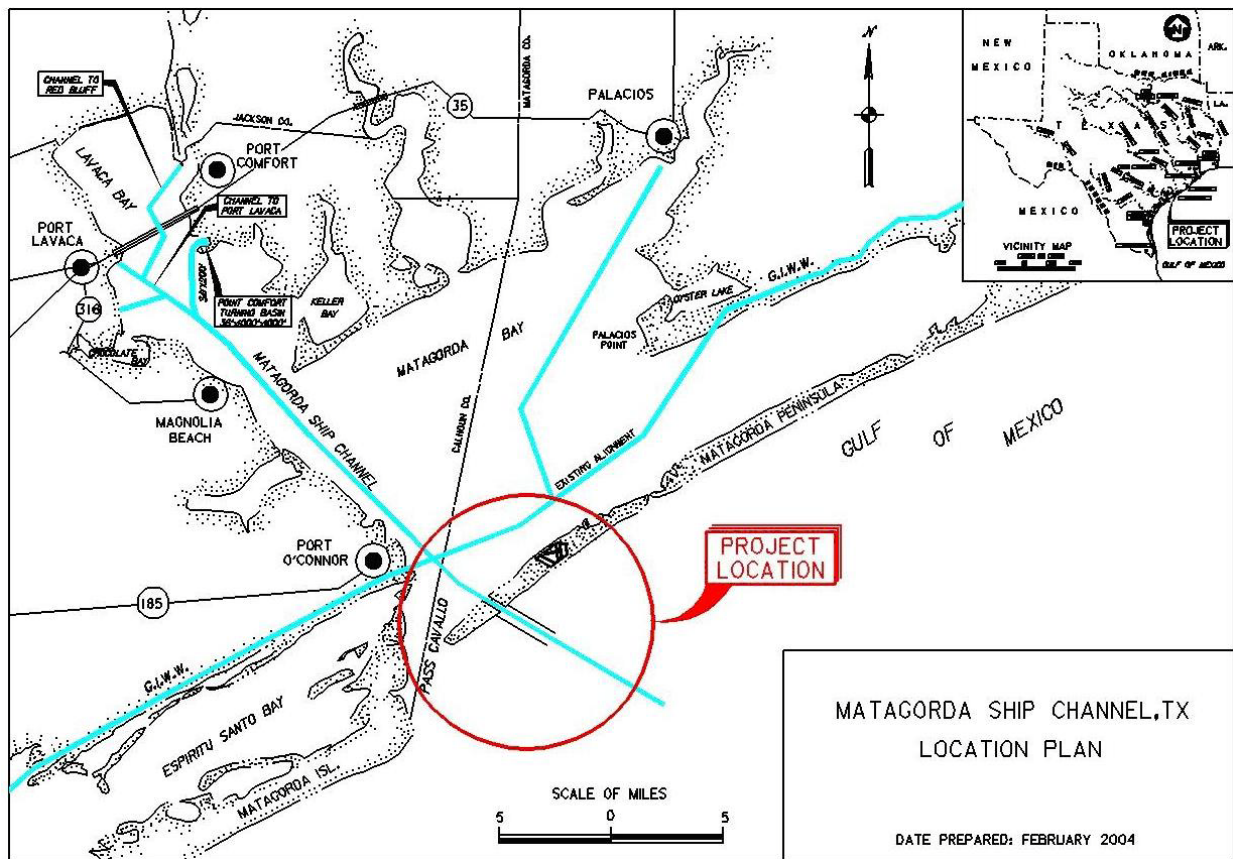 CHANNEL TO
RED BLUFF
JACKSON CO.
35
MATAGORDA CO.
PALACIOS
N
PORT
COMFORT
LAVACA BAY
CHANNEL TO
PORT LAVACA
PORT
LAVACA
316
CHOCOLATE
BAY
POINT COMFORT
TURNING BASIN
KELLER
BAY
MAGNOLIA
BEACH
MATAGORDA SHIP CHANNEL
MATAGORDA BAY
CALHOUN CO.
OYSTER LAKE
PALACIOS
POINT
G.I.W.W.
EXISTING ALIGNMENT
MATAGORDA PENINSULA
GULF OF MEXICO
PORT
O'CONNOR
185
PROJECT
LOCATION
PASS CAVALLO
G.I.W.W.
ESPIRITU SANTO BAY
MATAGORDA ISL.
SCALE OF MILES
5 0 5
NEW
MEXICO
OKLAHOMA
ARK.
LA.
TEXAS
MEXICO
PROJECT
LOCATION
VICINITY MAP
GULF OF MEXICO
MATAGORDA SHIP CHANNEL,TX
LOCATION PLAN
DATE PREPARED: FEBRUARY 2004